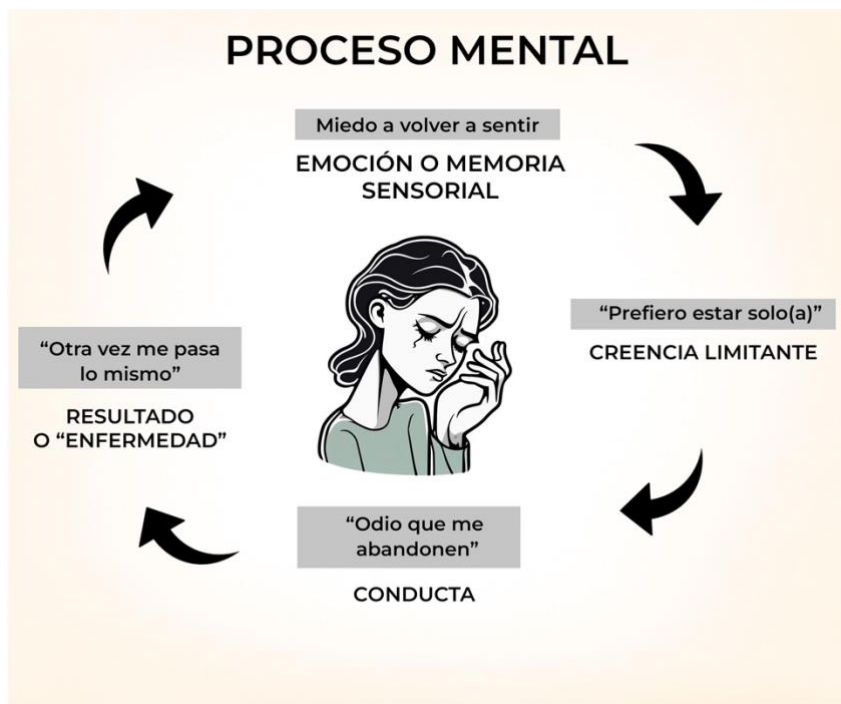 PROCESO MENTAL
Miedo a volver a sentir
EMOCIÓN O MEMORIA
SENSORIAL
“Prefiero estar solo(a)”
CREENCIA LIMITANTE
“Odio que me
abandonen”
CONDUCTA
“Otra vez me pasa
lo mismo”
RESULTADO
O “ENFERMEDAD”